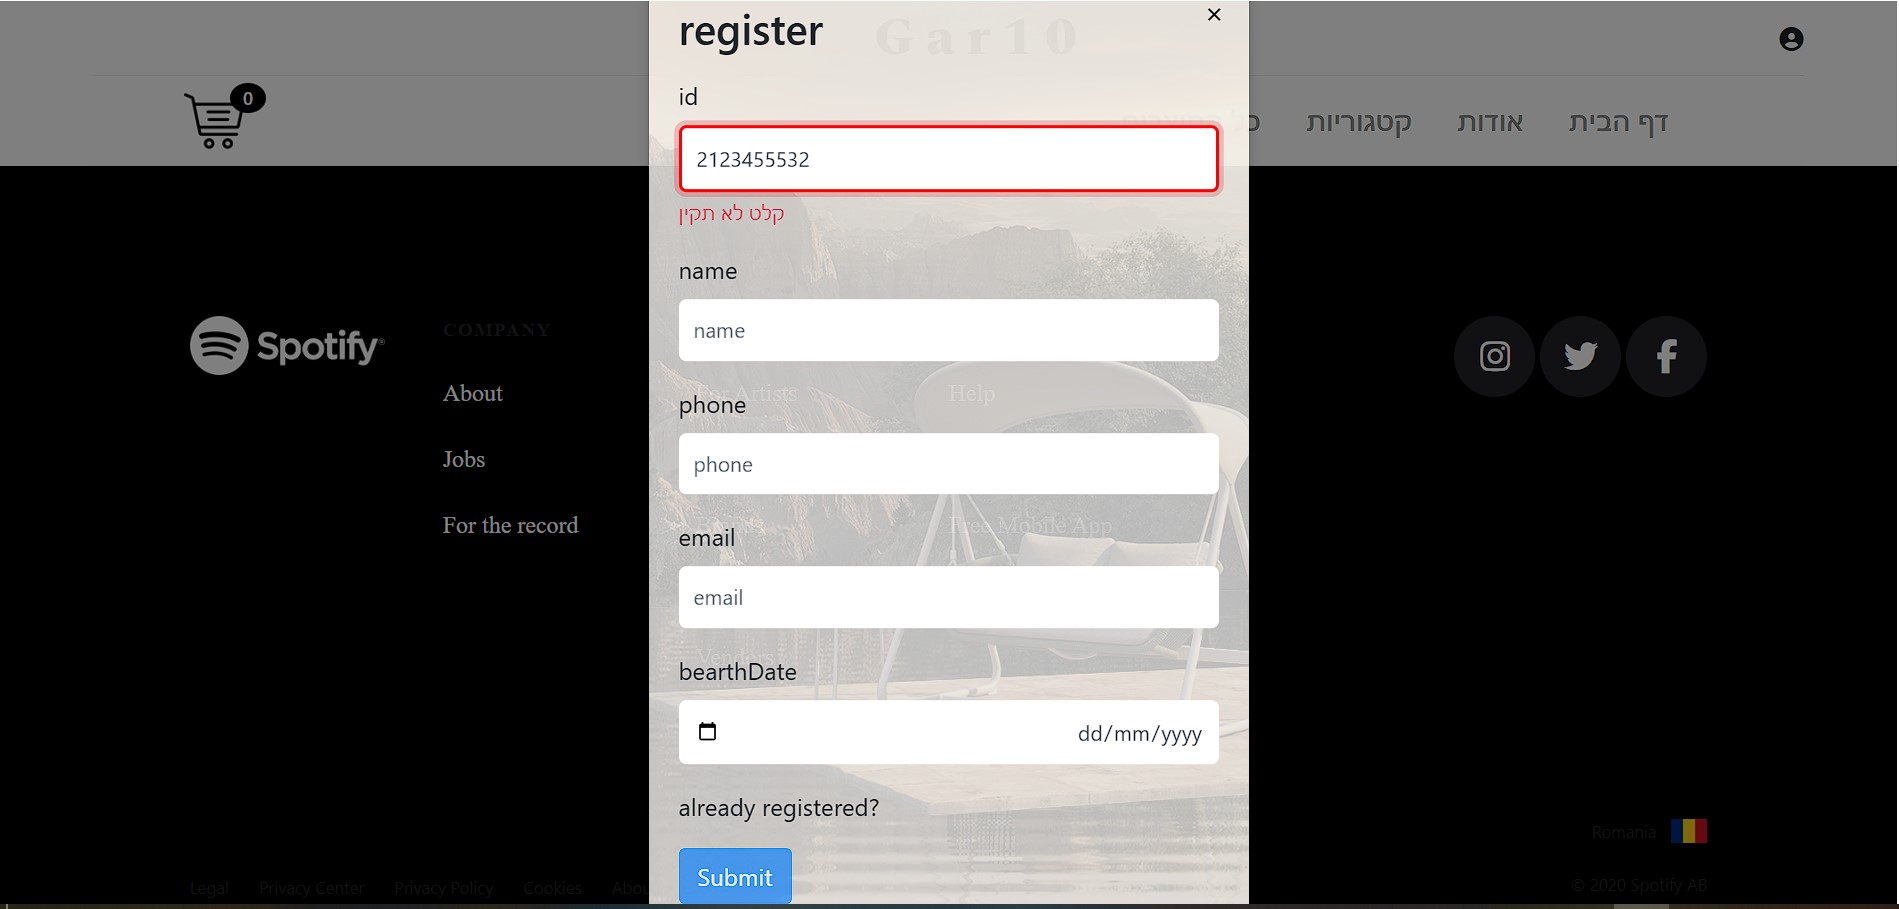 register
Gar10
id
0
דף הבית
אודות
קטגוריות
2123455532
קלט לא תקין
name
name
Spotify®
COMPANY
About
For Artists
Help
phone
Jobs
phone
For the record
Free Mobile App
email
email
Vendors
bearthDate
dd/mm/yyyy
already registered?
Romania
Submit
Legal
Privacy Center
Privacy Policy
Cookies
© 2020 Spotify AB